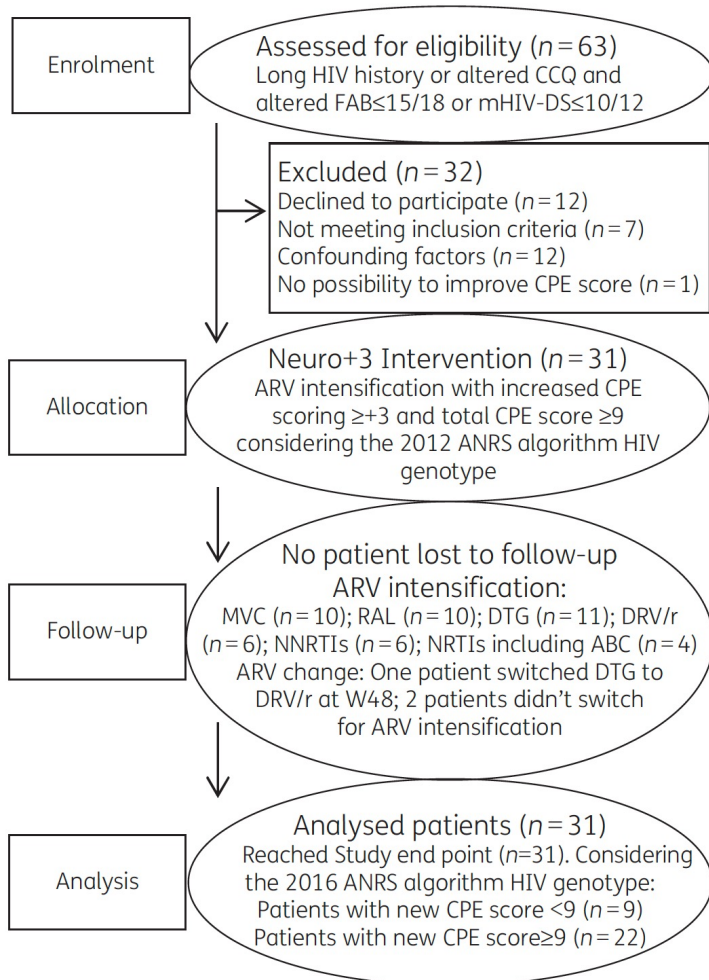 Enrolment
Assessed for eligibility (n = 63)
Long HIV history or altered CCQ and
altered FAB≤15/18 or mHIV-DS≤10/12
Excluded (n = 32)
Declined to participate (n = 12)
Not meeting inclusion criteria (n = 7)
Confounding factors (n = 12)
No possibility to improve CPE score (n = 1)
Allocation
Neuro+3 Intervention (n = 31)
ARV intensification with increased CPE
scoring ≥+3 and total CPE score ≥9
considering the 2012 ANRS algorithm HIV
genotype
Follow-up
No patient lost to follow-up
ARV intensification:
MVC (n = 10); RAL (n = 10); DTG (n = 11); DRV/r
(n = 6); NNRTIs (n = 6); NRTIs including ABC (n = 4)
ARV change: One patient switched DTG to
DRV/r at W48; 2 patients didn’t switch
for ARV intensification
Analysis
Analysed patients (n = 31)
Reached Study end point (n=31). Considering
the 2016 ANRS algorithm HIV genotype:
Patients with new CPE score <9 (n = 9)
Patients with new CPE score≥9 (n = 22)